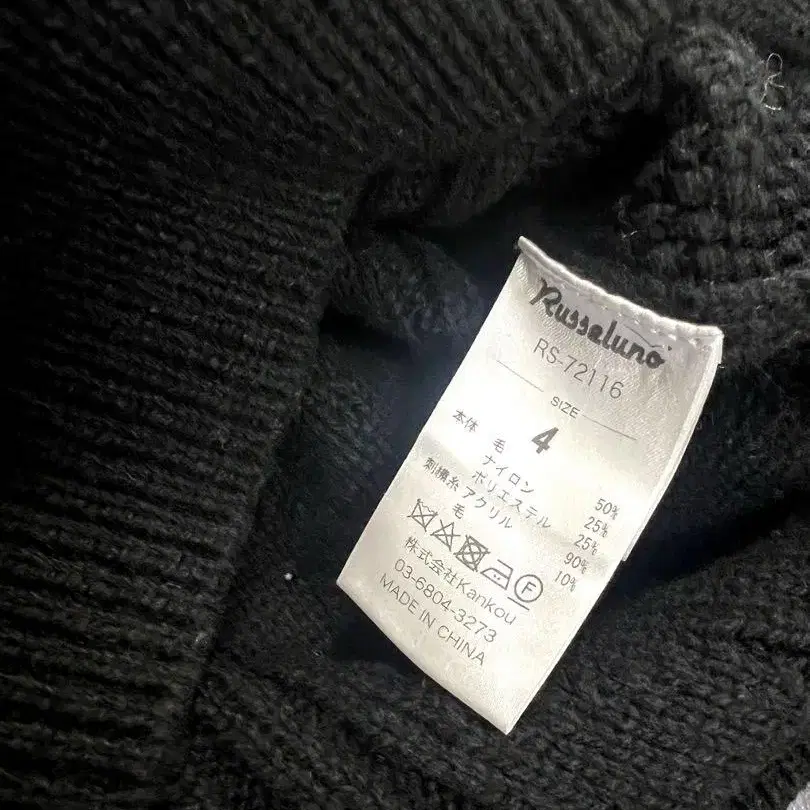 Russeluno
RS-72116
SIZE
4
本体 毛 50%
ナイロン 25%
ポリエステル 25%
刺繍糸 アクリル 90%
毛 10%
F
株式会社Kankou
03-6804-3273
MADE IN CHINA